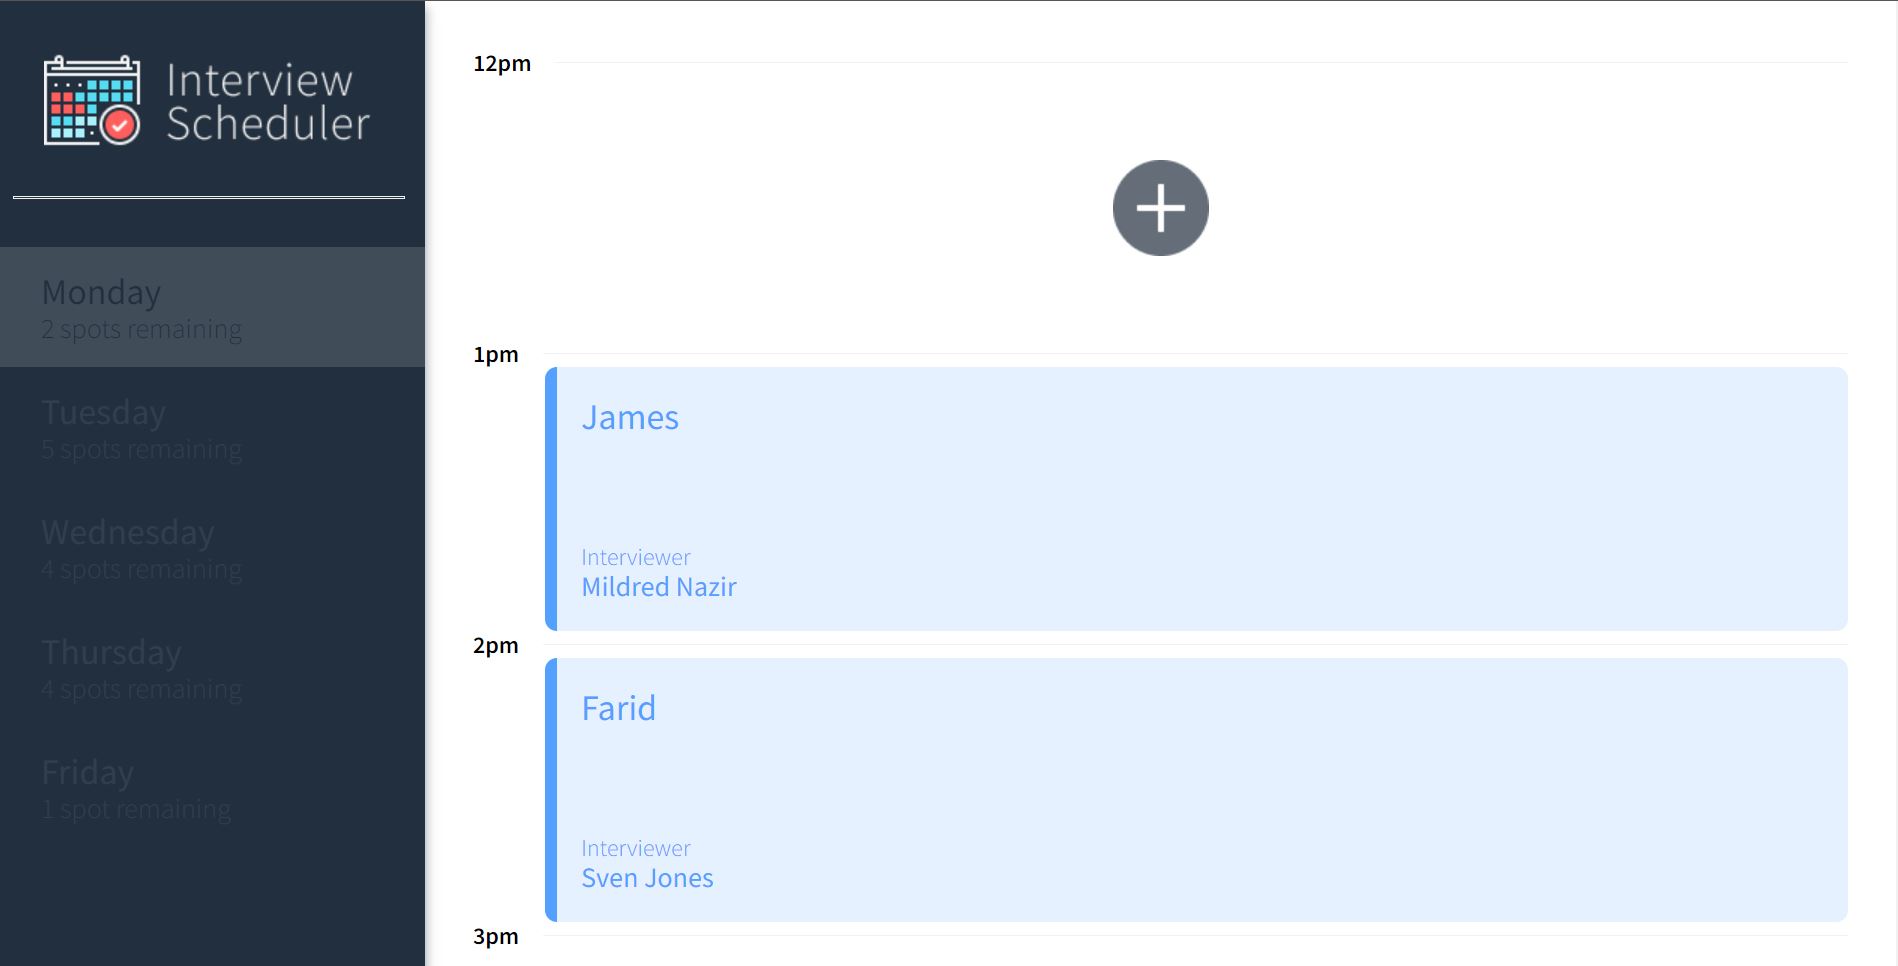 Interview
Scheduler
Monday
2 spots remaining
Tuesday
5 spots remaining
Wednesday
4 spots remaining
Thursday
4 spots remaining
Friday
1 spot remaining
12pm
1pm
James
Interviewer
Mildred Nazir
2pm
Farid
Interviewer
Sven Jones
3pm